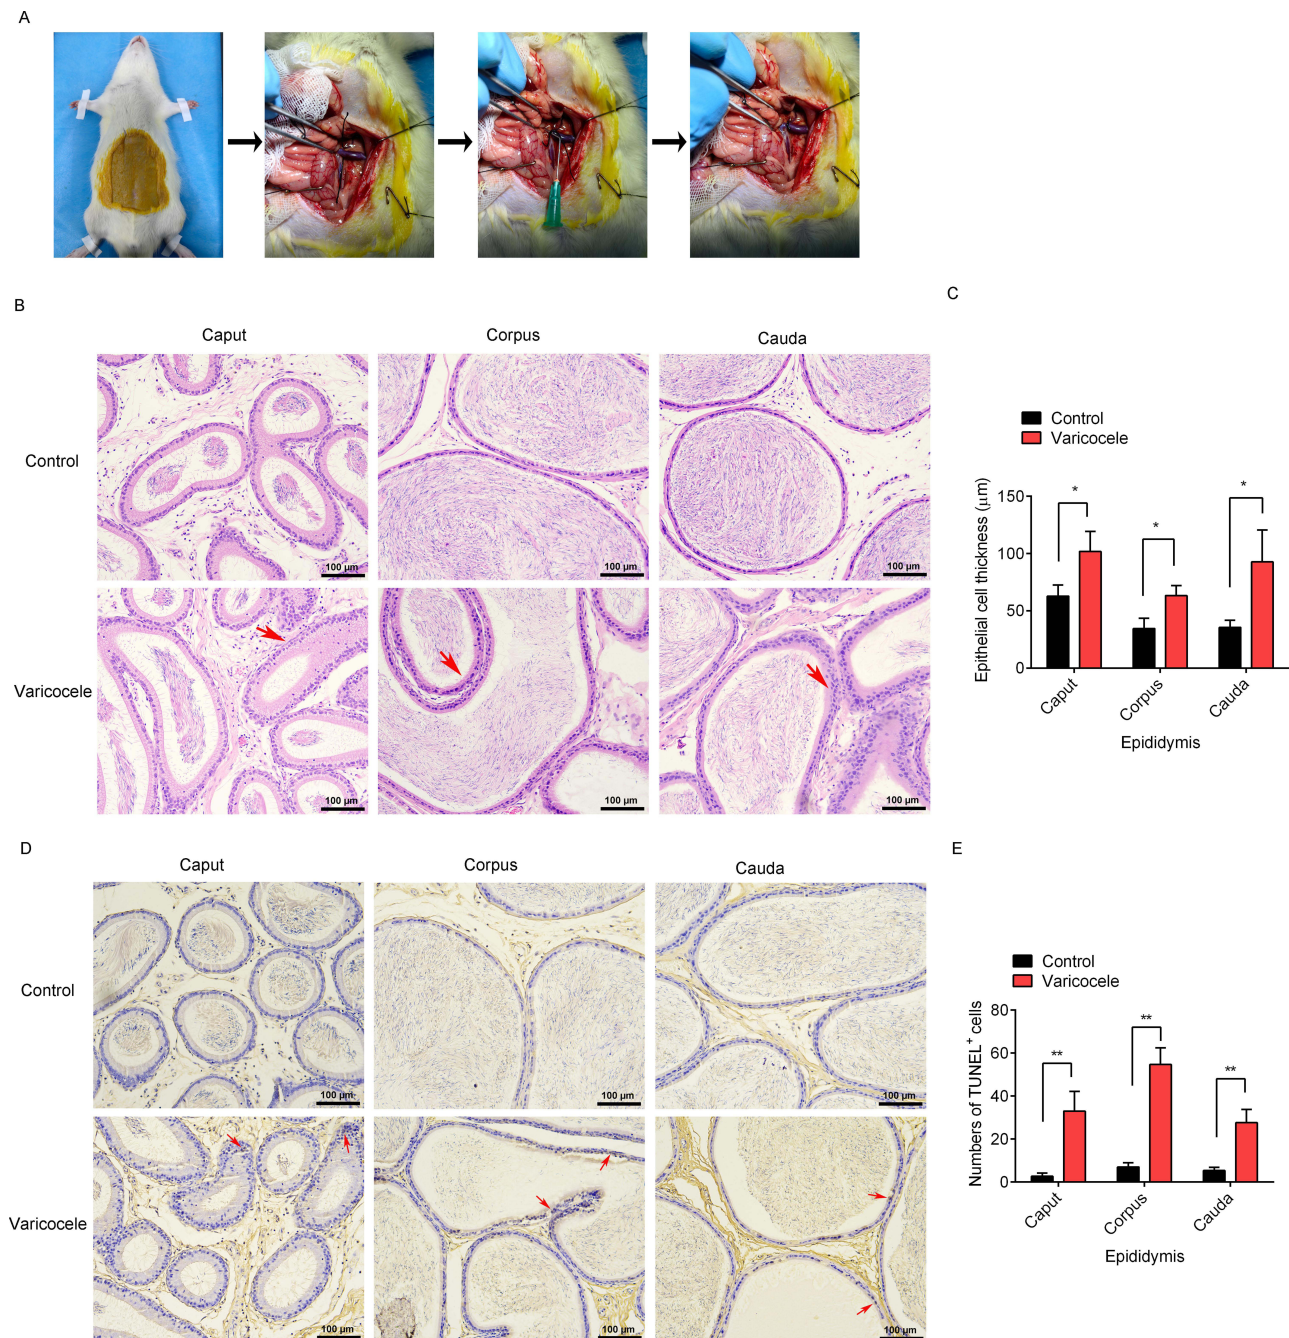 A
B
Caput
Corpus
Cauda
Control
100 μm
100 μm
100 μm
Varicocele
100 μm
100 μm
100 μm
C
Control
Varicocele
Epithelial cell thickness (μm)
150
100
50
0
*
*
*
Caput
Corpus
Cauda
Epididymis
D
Caput
Corpus
Cauda
Control
100 μm
100 μm
100 μm
Varicocele
100 μm
100 μm
100 μm
E
Control
Varicocele
Numbers of TUNEL⁺ cells
80
60
40
20
0
**
**
**
Caput
Corpus
Cauda
Epididymis